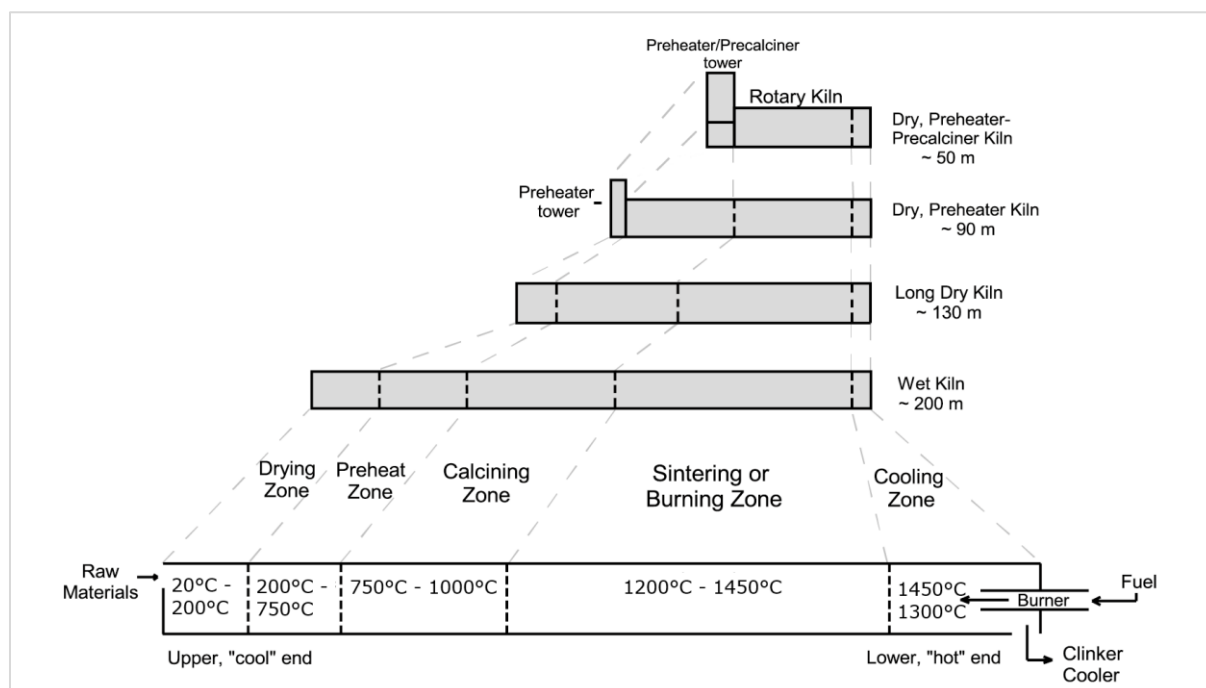 Preheater/Precalciner
tower
Rotary Kiln
Dry, Preheater-
Precalciner Kiln
~ 50 m
Preheater
tower
Dry, Preheater Kiln
~ 90 m
Long Dry Kiln
~ 130 m
Wet Kiln
~ 200 m
Drying
Zone
Preheat
Zone
Calcining
Zone
Sintering or
Burning Zone
Cooling
Zone
Raw
Materials
20°C -
200°C
200°C -
750°C
750°C - 1000°C
1200°C - 1450°C
1450°C
1300°C
Burner
Fuel
Upper, "cool" end
Lower, "hot" end
Clinker
Cooler